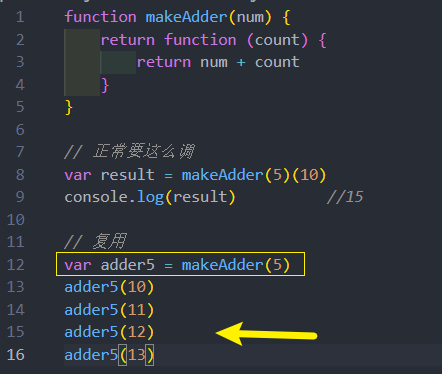 1 function makeAdder(num) {
2     return function (count) {
3         return num + count
4     }
5 }
6
7 // 正常要这么调
8 var result = makeAdder(5)(10)
9 console.log(result)          //15
10
11 // 复用
12 var adder5 = makeAdder(5)
13 adder5(10)
14 adder5(11)
15 adder5(12)
16 adder5(13)